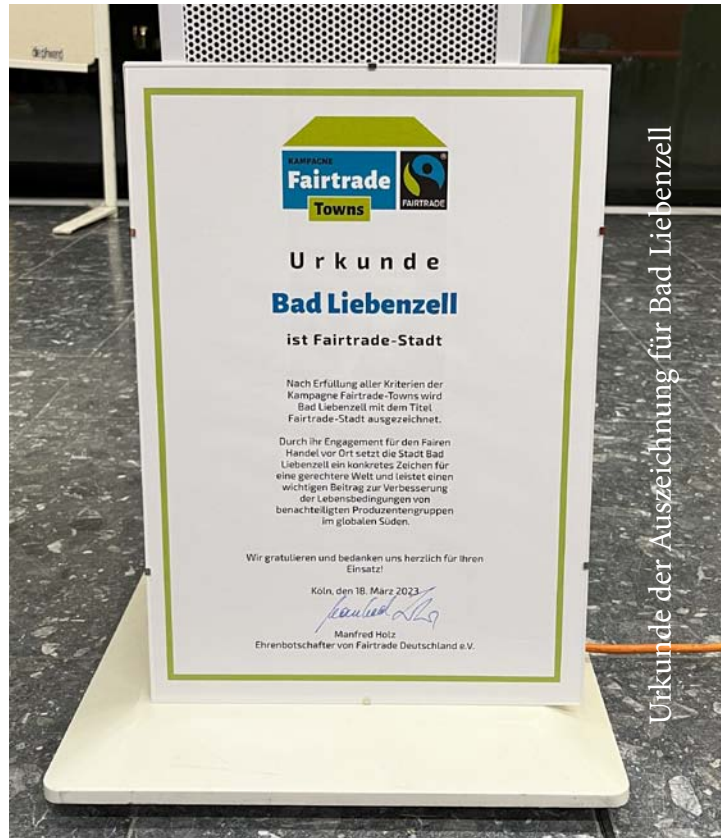 KAMPAGNE
Fairtrade
Towns
FAIRTRADE
®
Urkunde
Bad Liebenzell
ist Fairtrade-Stadt
Nach Erfüllung aller Kriterien der
Kampagne Fairtrade-Towns wird
Bad Liebenzell mit dem Titel
Fairtrade-Stadt ausgezeichnet.
Durch ihr Engagement für den Fairen
Handel vor Ort setzt die Stadt Bad
Liebenzell ein konkretes Zeichen für
eine gerechtere Welt und leistet einen
wichtigen Beitrag zur Verbesserung
der Lebensbedingungen von
benachteiligten Produzentengruppen
im globalen Süden.
Wir gratulieren und bedanken uns herzlich für Ihren
Einsatz!
Köln, den 18. März 2023
Manfred Holz
Ehrenbotschafter von Fairtrade Deutschland e.V.
Urkunde der Auszeichnung für Bad Liebenzell